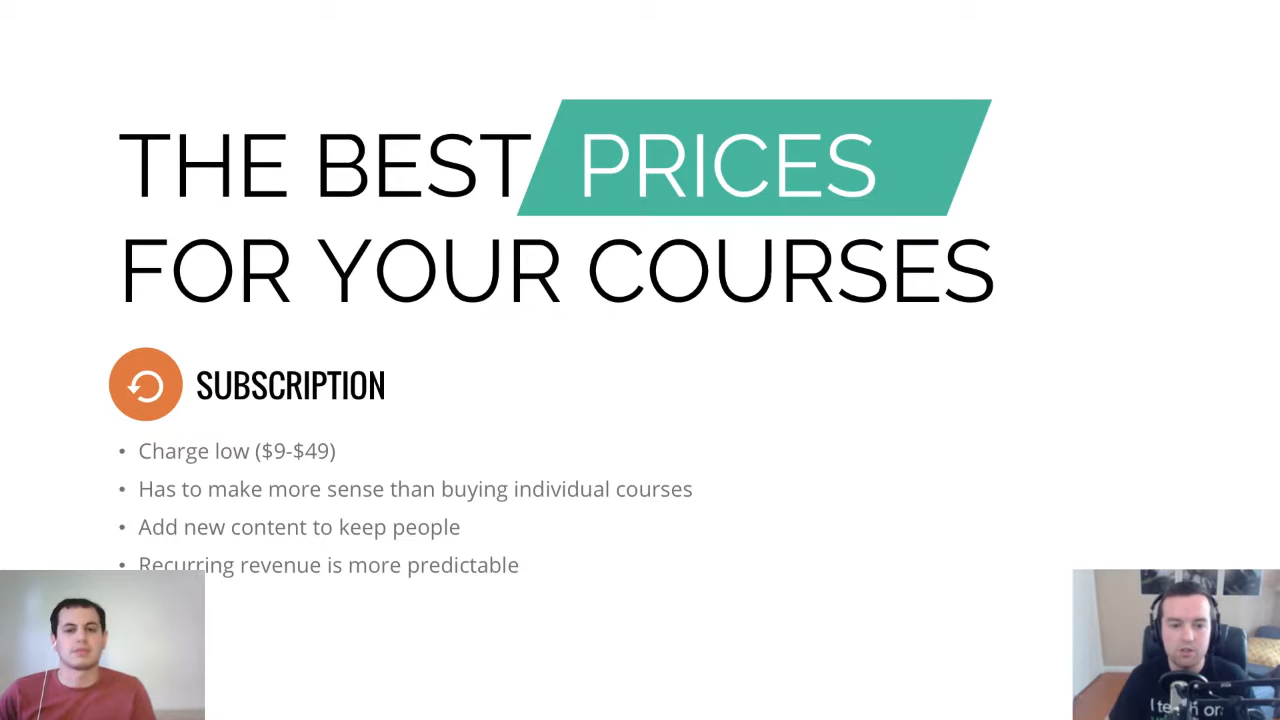 THE BEST PRICES
FOR YOUR COURSES
SUBSCRIPTION
• Charge low ($9-$49)
• Has to make more sense than buying individual courses
• Add new content to keep people
• Recurring revenue is more predictable